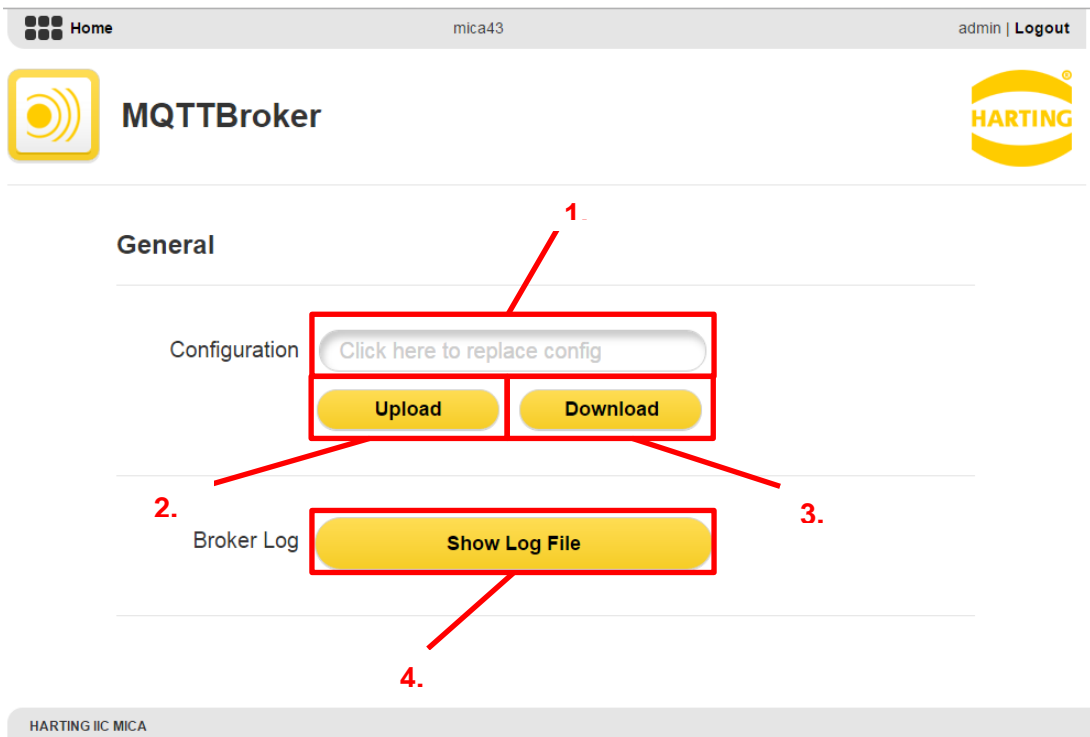 Home mica43 admin | Logout
MQTTBroker
HARTING
®
1.
General
Configuration Click here to replace config
Upload Download
2.
3.
Broker Log Show Log File
4.
HARTING IIC MICA